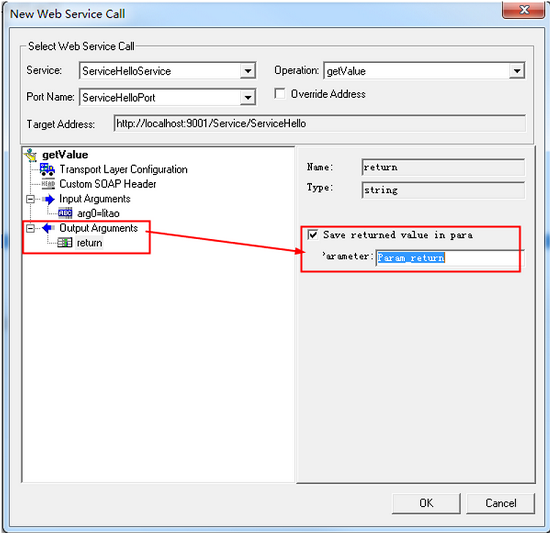 New Web Service Call
Select Web Service Call
Service: ServiceHelloService Operation: getValue
Port Name: ServiceHelloPort Override Address
Target Address: http://localhost:9001/Service/ServiceHello
getValue
Transport Layer Configuration
Custom SOAP Header
Input Arguments
ABC arg0=litao
Output Arguments
return
Name: return
Type: string
Save returned value in para
Parameter: Param_return
OK Cancel